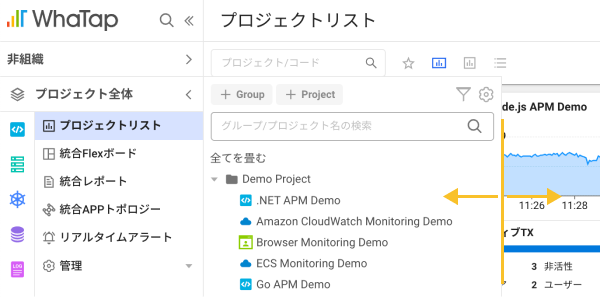 WhaTap
プロジェクトリスト
非組織
プロジェクト/コード
プロジェクト全体
+ Group
+ Project
de.js APM Demo
プロジェクトリスト
グループ/プロジェクト名の検索
統合Flexボード
全てを畳む
統合レポート
Demo Project
統合APPトポロジー
.NET APM Demo
11:26
11:28
Amazon CloudWatch Monitoring Demo
リアルタイムアラート
Browser Monitoring Demo
ィブTX
管理
ECS Monitoring Demo
3 非活性
LOG
Go APM Demo
2 ユーザー